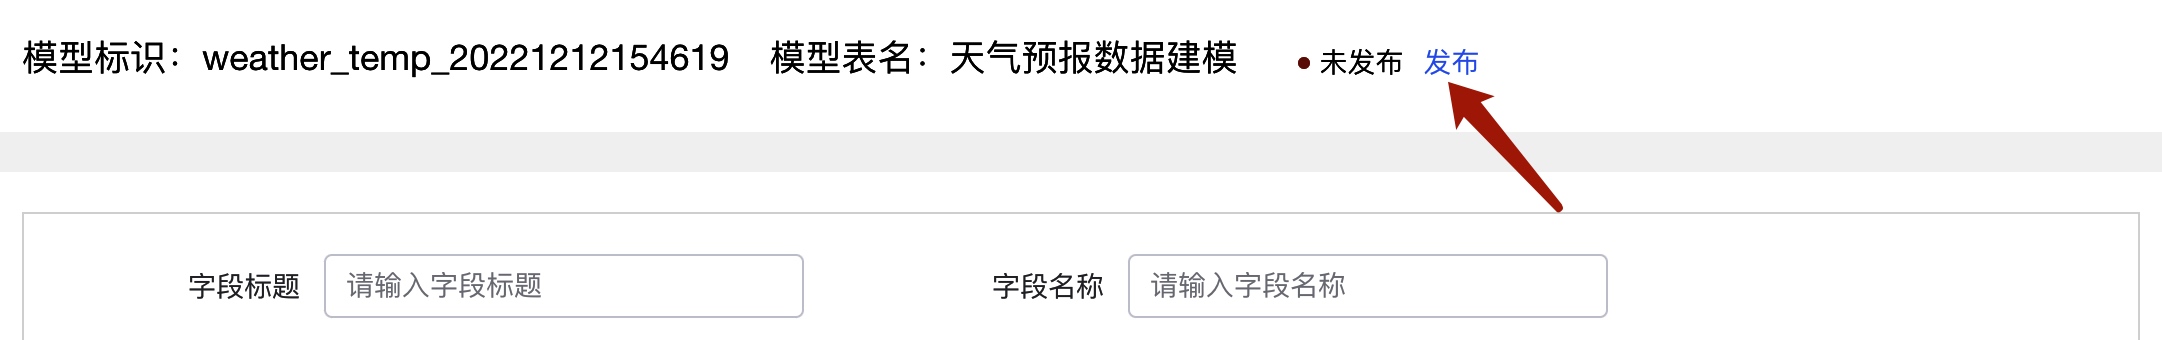 模型标识：weather_temp_20221212154619 模型表名：天气预报数据建模 未发布 发布
字段标题 请输入字段标题 字段名称 请输入字段名称